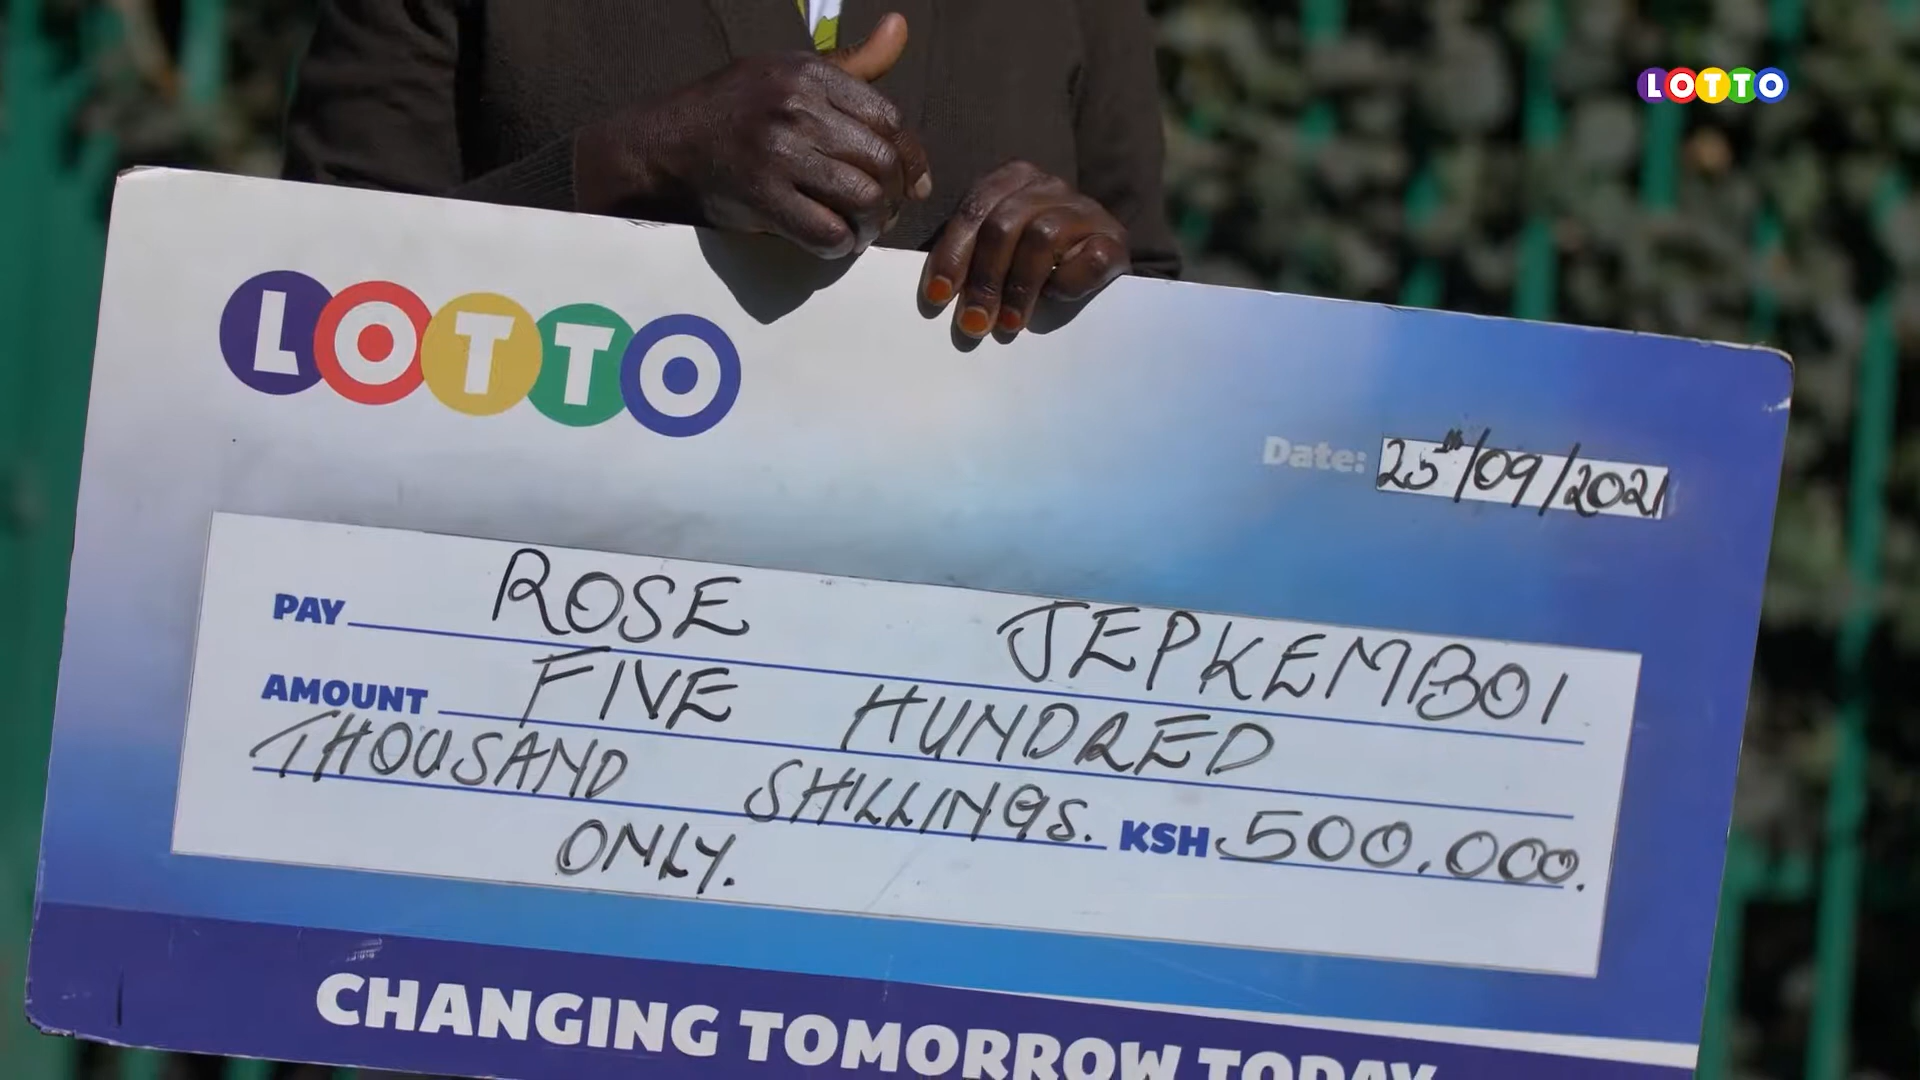 LOTTO
LOTTO
Date: 25th/09/2021
PAY ROSE JEPKEMBOI
AMOUNT FIVE HUNDRED
THOUSAND SHILLINGS. KSH 500,000.
ONLY.
CHANGING TOMORROW TODAY